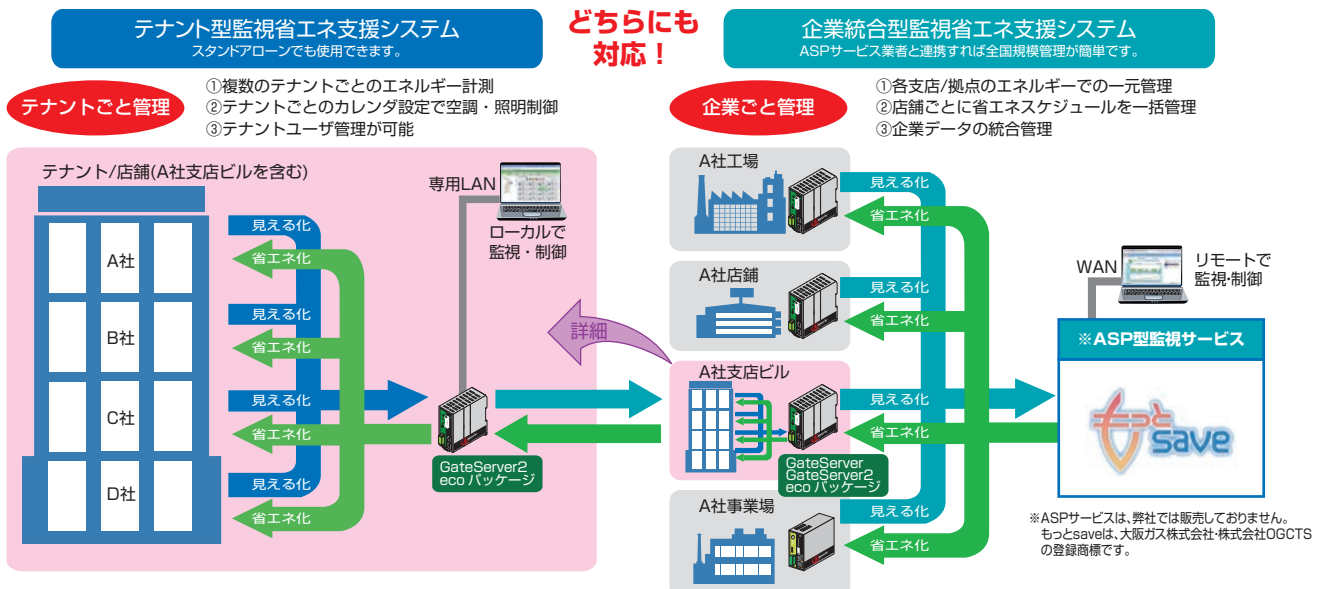 テナント型監視省エネ支援システム
スタンドアローンでも使用できます。
どちらにも
対応！
企業統合型監視省エネ支援システム
ASPサービス業者と連携すれば全国規模管理が簡単です。
テナントごと管理
①複数のテナントごとのエネルギー計測
②テナントごとのカレンダ設定で空調・照明制御
③テナントユーザ管理が可能
企業ごと管理
①各支店/拠点のエネルギーでの一元管理
②店舗ごとに省エネスケジュールを一括管理
③企業データの統合管理
テナント/店舗(A社支店ビルを含む)
A社
B社
C社
D社
見える化
省エネ化
見える化
省エネ化
見える化
省エネ化
見える化
省エネ化
専用LAN
ローカルで
監視・制御
GateServer2
eco パッケージ
詳細
A社工場
見える化
省エネ化
A社店舗
見える化
省エネ化
A社支店ビル
見える化
省エネ化
GateServer
GateServer2
eco パッケージ
A社事業場
見える化
省エネ化
WAN
リモートで
監視・制御
※ASP型監視サービス
もっと
save
※ASPサービスは、弊社では販売しておりません。
もっとsaveは、大阪ガス株式会社・株式会社OGCTS
の登録商標です。